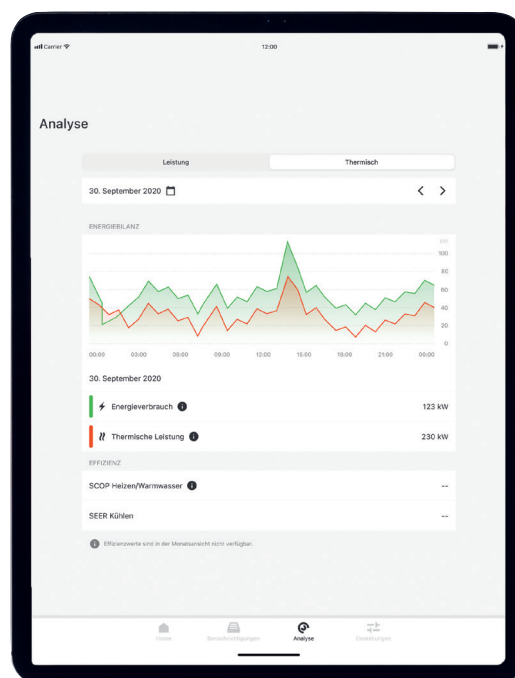 Carrier
12:00
Analyse
Leistung
Thermisch
30. September 2020
ENERGIEBILANZ
kW
100
80
60
40
20
0
00:00 03:00 06:00 09:00 12:00 15:00 18:00 21:00 00:00
30. September 2020
Energieverbrauch
123 kW
Thermische Leistung
230 kW
EFFIZIENZ
SCOP Heizen/Warmwasser
--
SEER Kühlen
--
Effizienzwerte sind in der Monatsansicht nicht verfügbar.
Home
Benachrichtigungen
Analyse
Einstellungen